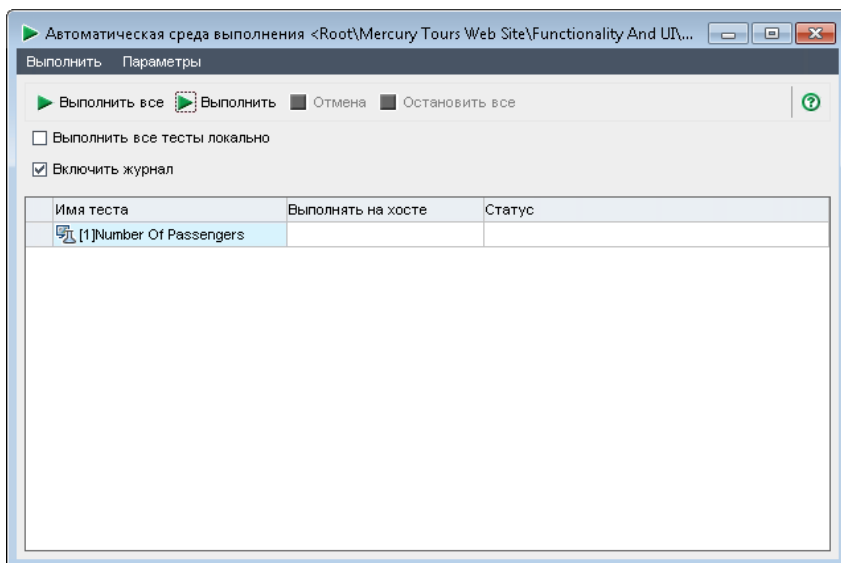 Автоматическая среда выполнения <Root\Mercury Tours Web Site\Functionality And UI\...
Выполнить Параметры
Выполнить все Выполнить Отмена Остановить все
Выполнить все тесты локально
Включить журнал
Имя теста Выполнять на хосте Статус
[1]Number Of Passengers